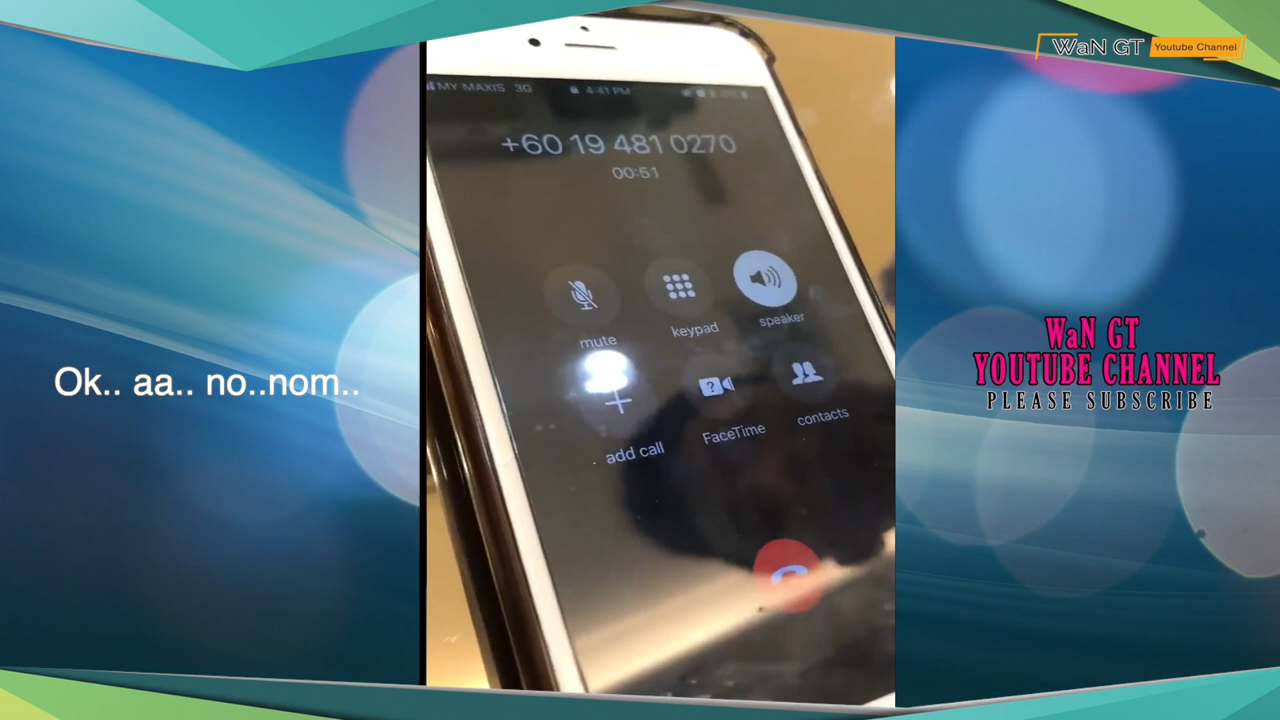 WaN GT
Youtube Channel
MY MAXIS 3G 4:41 PM
+60 19 481 0270
00:51
mute
keypad
speaker
add call
FaceTime
contacts
Ok.. aa.. no..nom..
WaN GT
YOUTUBE CHANNEL
PLEASE SUBSCRIBE